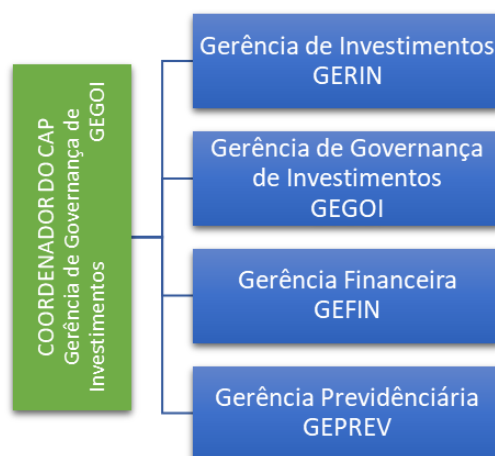 COORDENADOR DO CAP
Gerência de Governança de
Investimentos GEGOI
Gerência de Investimentos
GERIN
Gerência de Governança
de Investimentos
GEGOI
Gerência Financeira
GEFIN
Gerência Previdênciária
GEPREV